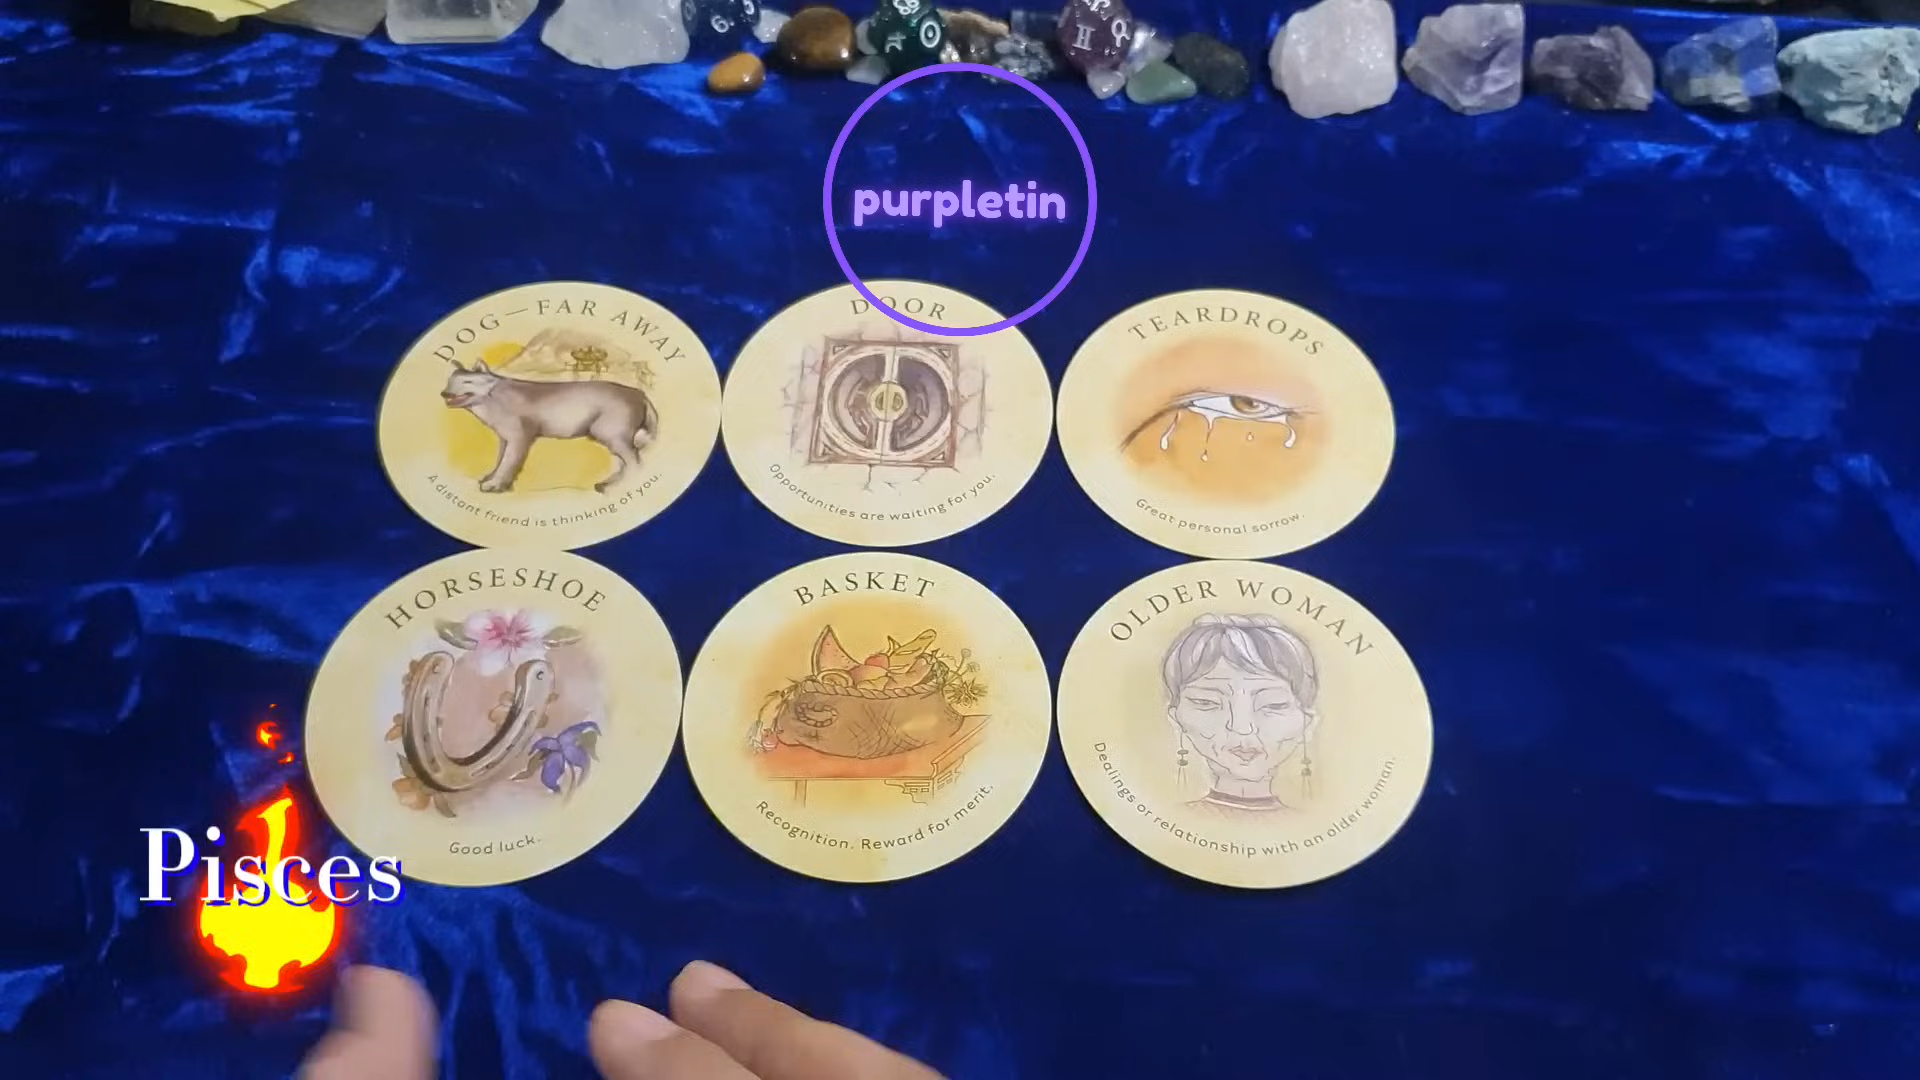 purpletin
DOG—FAR AWAY
A distant friend is thinking of you.
DOOR
Opportunities are waiting for you.
TEARDROPS
Great personal sorrow.
HORSESHOE
Good luck.
BASKET
Recognition. Reward for merit.
OLDER WOMAN
Dealings or relationship with an older woman.
Pisces